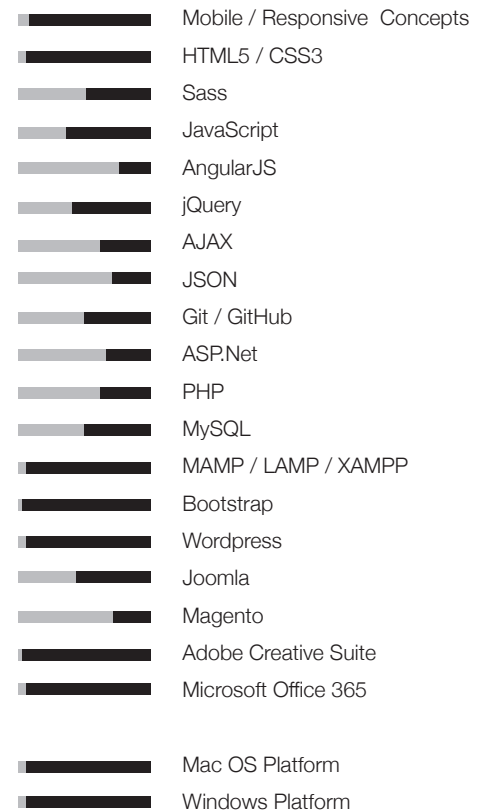 Mobile / Responsive  Concepts
HTML5 / CSS3
Sass
JavaScript
AngularJS
jQuery
AJAX
JSON
Git / GitHub
ASP.Net
PHP
MySQL
MAMP / LAMP / XAMPP
Bootstrap
Wordpress
Joomla
Magento
Adobe Creative Suite
Microsoft Office 365
Mac OS Platform
Windows Platform